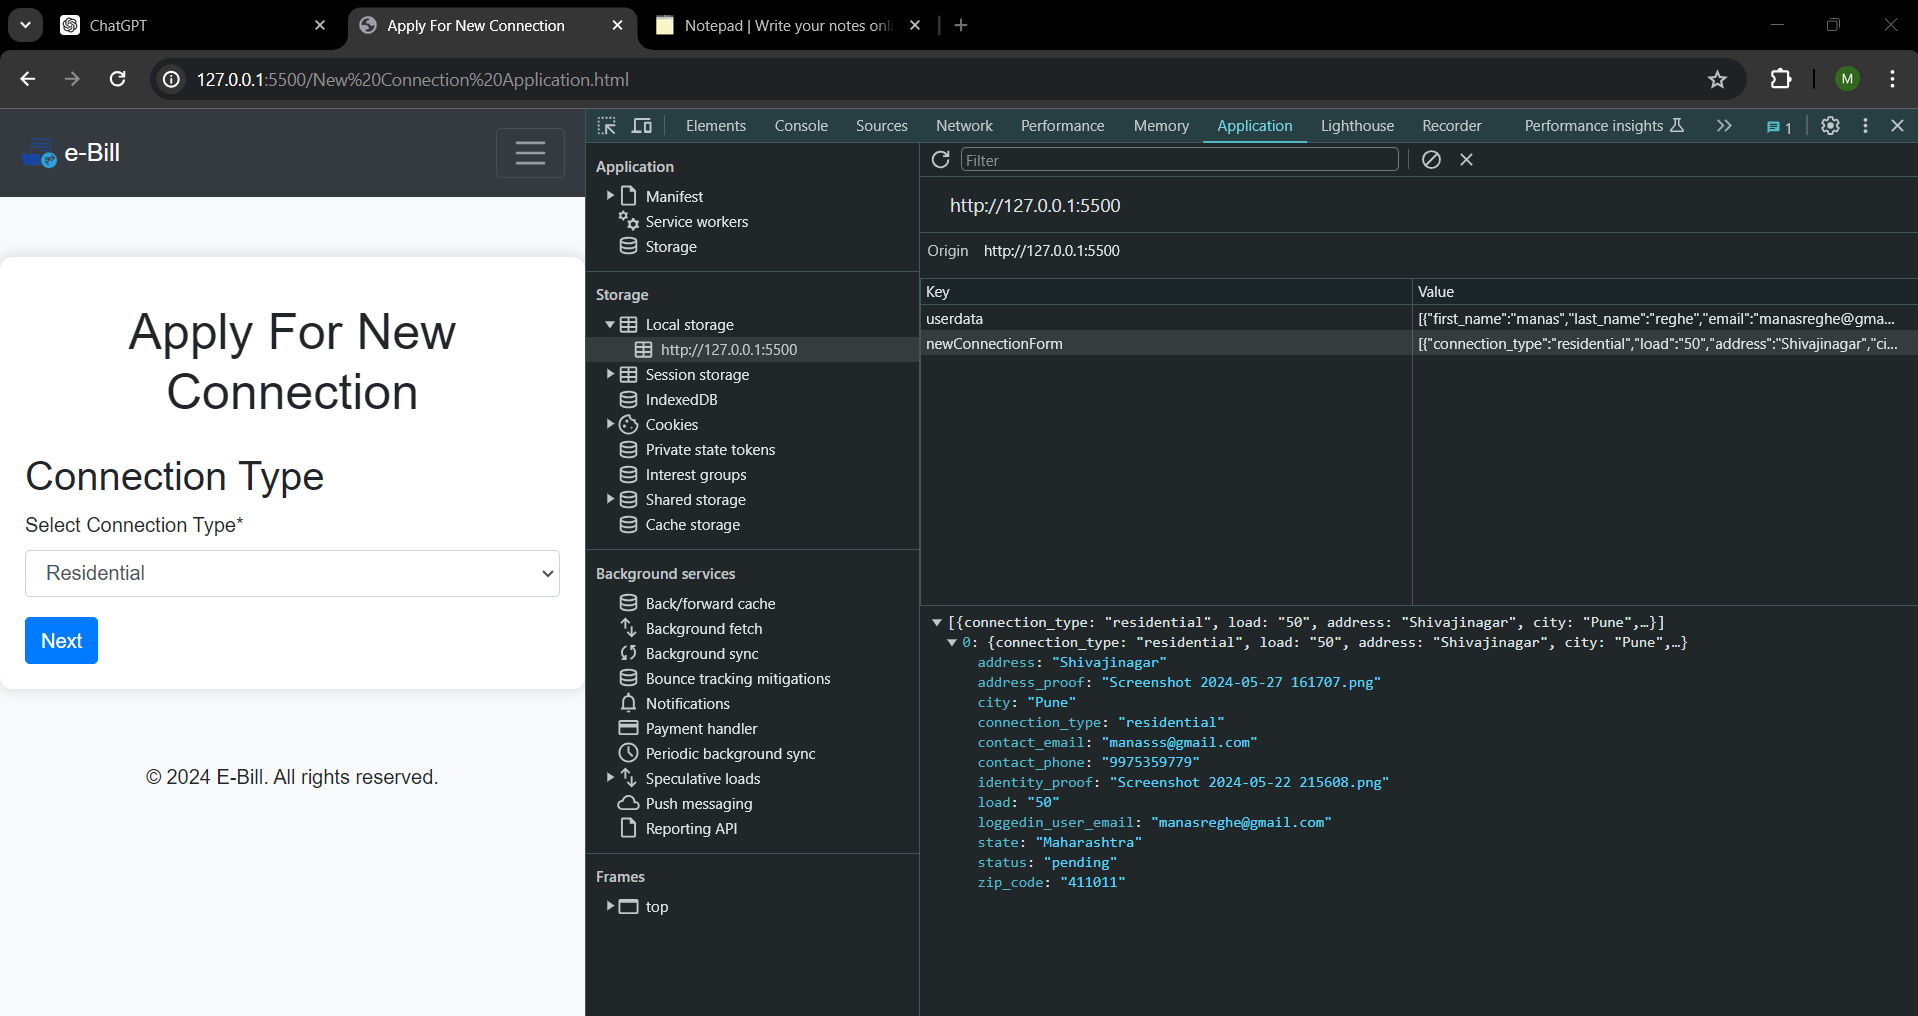 ChatGPT
Apply For New Connection
Notepad | Write your notes onli
127.0.0.1:5500/New%20Connection%20Application.html
M
e-Bill
Apply For New
Connection
Connection Type
Select Connection Type*
Residential
Next
© 2024 E-Bill. All rights reserved.
Elements Console Sources Network Performance Memory Application Lighthouse Recorder Performance insights 1
Application
Manifest
Service workers
Storage
Storage
Local storage
http://127.0.0.1:5500
Session storage
IndexedDB
Cookies
Private state tokens
Interest groups
Shared storage
Cache storage
Background services
Back/forward cache
Background fetch
Background sync
Bounce tracking mitigations
Notifications
Payment handler
Periodic background sync
Speculative loads
Push messaging
Reporting API
Frames
top
Filter
http://127.0.0.1:5500
Origin http://127.0.0.1:5500
Key Value
userdata [{"first_name":"manas","last_name":"reghe","email":"manasreghe@gma...
newConnectionForm [{"connection_type":"residential","load":"50","address":"Shivajinagar","ci...
[{connection_type: "residential", load: "50", address: "Shivajinagar", city: "Pune",…}]
0: {connection_type: "residential", load: "50", address: "Shivajinagar", city: "Pune",…}
address: "Shivajinagar"
address_proof: "Screenshot 2024-05-27 161707.png"
city: "Pune"
connection_type: "residential"
contact_email: "manasss@gmail.com"
contact_phone: "9975359779"
identity_proof: "Screenshot 2024-05-22 215608.png"
load: "50"
loggedin_user_email: "manasreghe@gmail.com"
state: "Maharashtra"
status: "pending"
zip_code: "411011"